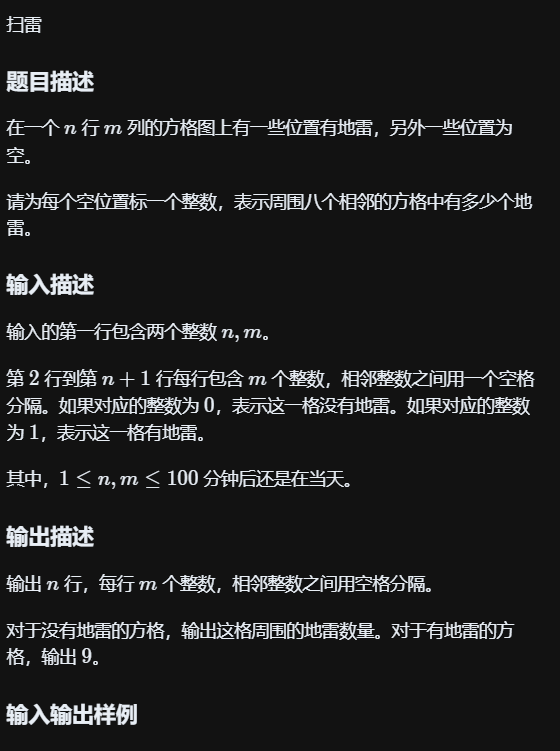 扫雷
题目描述
在一个 n 行 m 列的方格图上有一些位置有地雷，另外一些位置为
空。
请为每个空位置标一个整数，表示周围八个相邻的方格中有多少个地
雷。
输入描述
输入的第一行包含两个整数 n, m。
第 2 行到第 n + 1 行每行包含 m 个整数，相邻整数之间用一个空格
分隔。如果对应的整数为 0，表示这一格没有地雷。如果对应的整数
为 1，表示这一格有地雷。
其中，1 ≤ n, m ≤ 100 分钟后还是在当天。
输出描述
输出 n 行，每行 m 个整数，相邻整数之间用空格分隔。
对于没有地雷的方格，输出这格周围的地雷数量。对于有地雷的方
格，输出 9。
输入输出样例